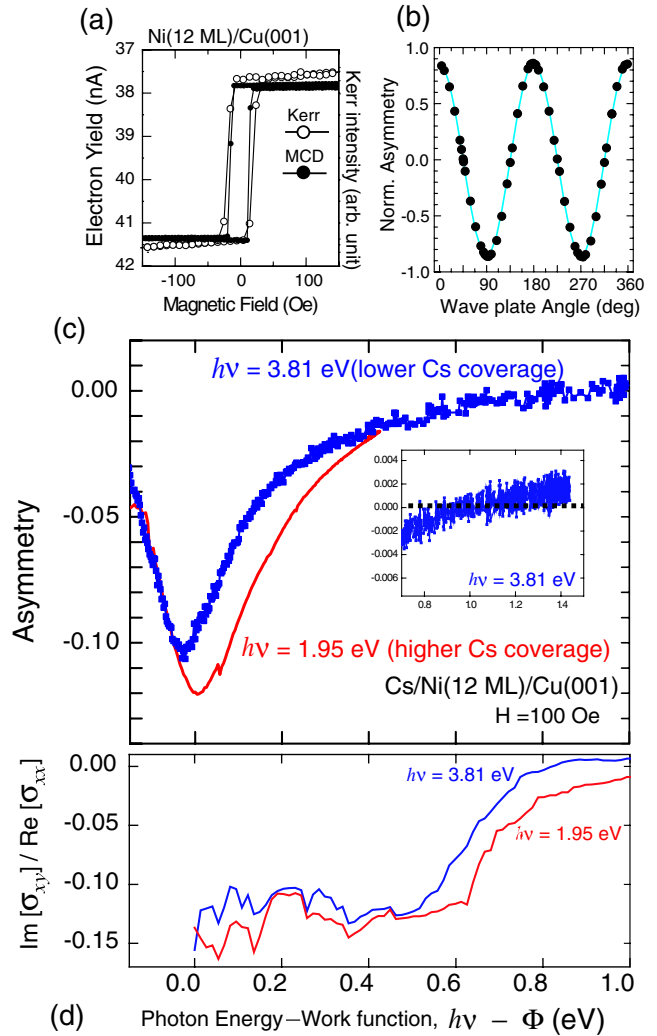 (a)
Ni(12 ML)/Cu(001)
37
38
39
40
41
42
Electron Yield (nA)
Kerr
MCD
Kerr intensity (arb. unit)
-100
0
100
Magnetic Field (Oe)
(b)
1.0
0.5
0.0
-0.5
-1.0
Norm. Asymmetry
0
90
180
270
360
Wave plate Angle (deg)
(c)
hν = 3.81 eV(lower Cs coverage)
0.00
-0.05
-0.10
Asymmetry
0.004
0.002
0.000
-0.002
-0.004
-0.006
0.8
1.0
1.2
1.4
hν = 3.81 eV
hν = 1.95 eV (higher Cs coverage)
Cs/Ni(12 ML)/Cu(001)
H =100 Oe
0.00
-0.05
-0.10
-0.15
Im [σxy] / Re [σxx]
hν = 3.81 eV
hν = 1.95 eV
0.0
0.2
0.4
0.6
0.8
1.0
(d)
Photon Energy–Work function, hν – Φ (eV)